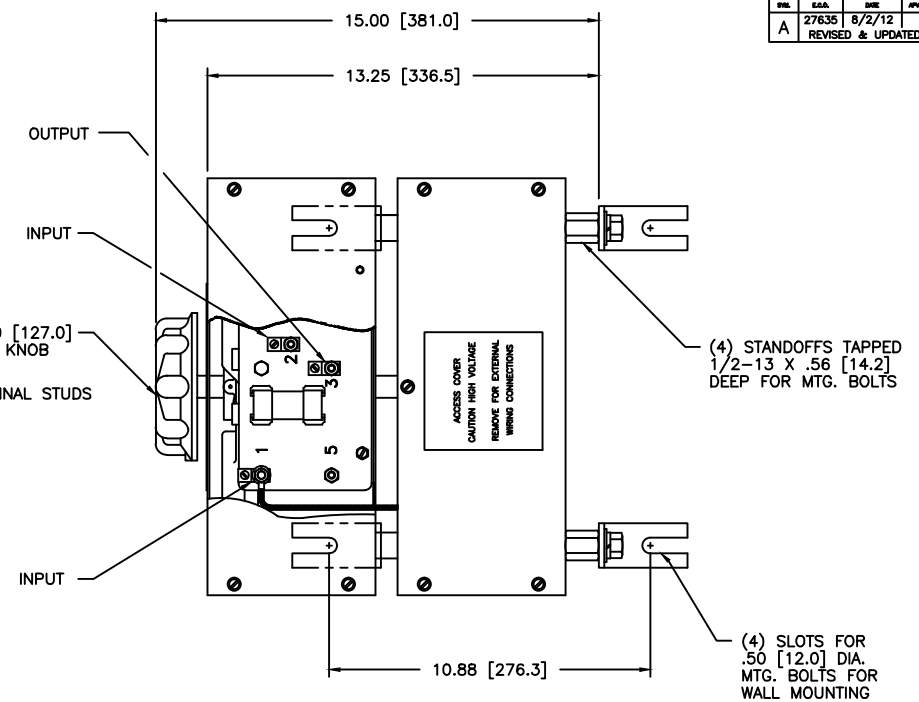 SYM. E.C.O. DATE
A 27635 8/2/12
REVISED & UPDATED
15.00 [381.0]
13.25 [336.5]
OUTPUT
INPUT
[127.0]
KNOB
STUDS
2
3
1
5
ACCESS COVER
CAUTION HIGH VOLTAGE
REMOVE FOR EXTERNAL
WIRING CONNECTIONS
(4) STANDOFFS TAPPED
1/2-13 X .56 [14.2]
DEEP FOR MTG. BOLTS
INPUT
10.88 [276.3]
(4) SLOTS FOR
.50 [12.0] DIA.
MTG. BOLTS FOR
WALL MOUNTING